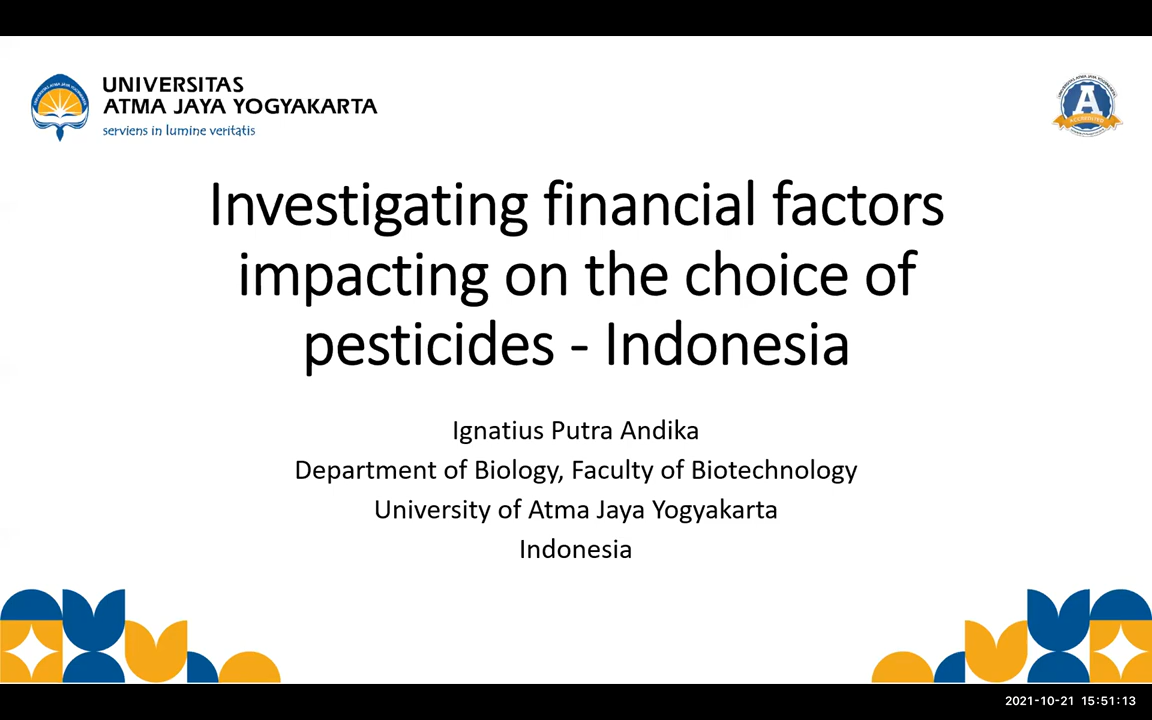 UNIVERSITAS
ATMA JAYA YOGYAKARTA
serviens in lumine veritatis
A
ACCREDITED
Investigating financial factors
impacting on the choice of
pesticides - Indonesia
Ignatius Putra Andika
Department of Biology, Faculty of Biotechnology
University of Atma Jaya Yogyakarta
Indonesia
2021-10-21 15:51:13